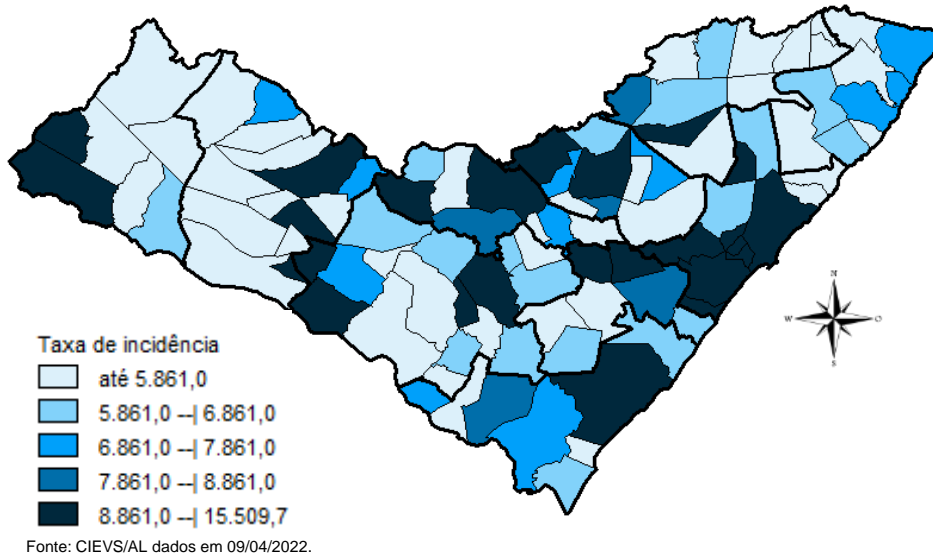 N
W
O
S
Taxa de incidência
até 5.861,0
5.861,0 --| 6.861,0
6.861,0 --| 7.861,0
7.861,0 --| 8.861,0
8.861,0 --| 15.509,7
Fonte: CIEVS/AL dados em 09/04/2022.